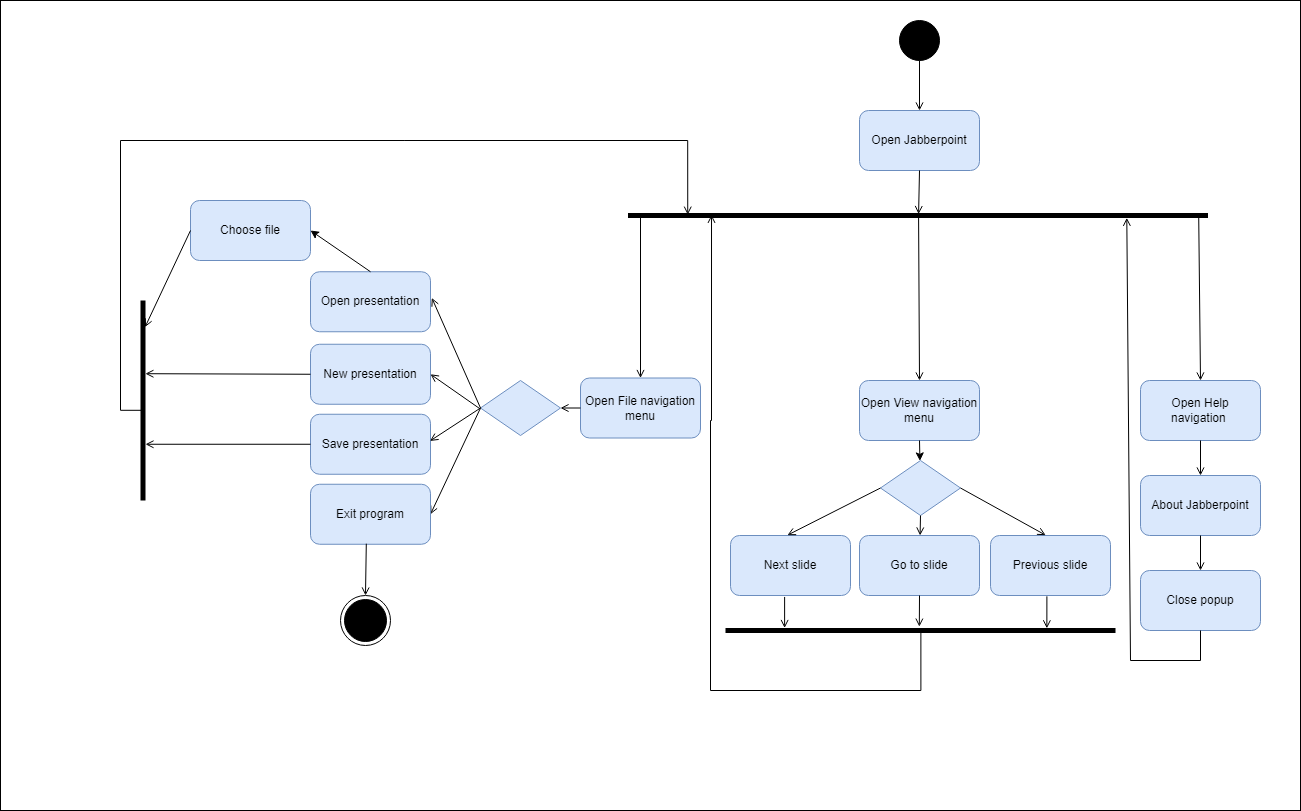 Open Jabberpoint
Choose file
Open presentation
New presentation
Save presentation
Exit program
Open File navigation
menu
Open View navigation
menu
Next slide
Go to slide
Previous slide
Open Help
navigation
About Jabberpoint
Close popup